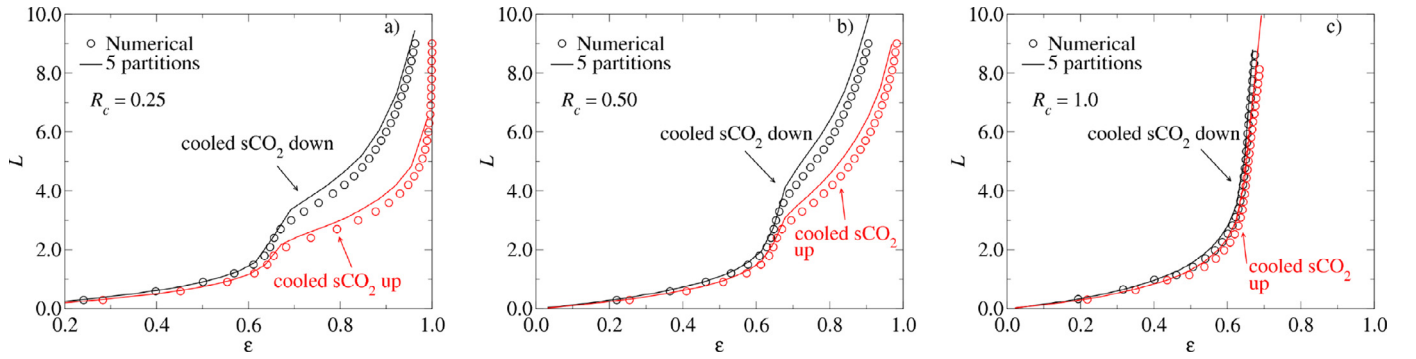 10.0
8.0
6.0
4.0
2.0
0.0
L
a)
Numerical
5 partitions
R_c = 0.25
cooled sCO₂ down
cooled sCO₂ up
0.2
0.4
0.6
0.8
1.0
ε
10.0
8.0
6.0
4.0
2.0
0.0
L
b)
Numerical
5 partitions
R_c = 0.50
cooled sCO₂ down
cooled sCO₂
up
0.0
0.2
0.4
0.6
0.8
1.0
ε
10.0
8.0
6.0
4.0
2.0
0.0
L
c)
Numerical
5 partitions
R_c = 1.0
cooled sCO₂ down
cooled sCO₂
up
0.0
0.2
0.4
0.6
0.8
1.0
ε